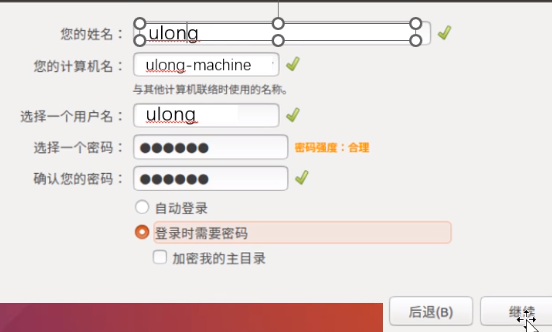 您的姓名： ulong
您的计算机名： ulong-machine
与其他计算机联络时使用的名称。
选择一个用户名： ulong
选择一个密码： ●●●●●● 密码强度：合理
确认您的密码： ●●●●●●
自动登录
登录时需要密码
加密我的主目录
后退(B) 继续